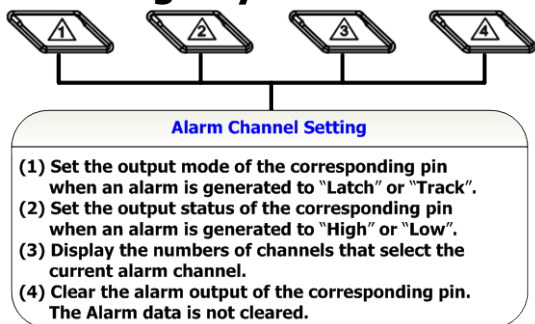 1 2 3 4
Alarm Channel Setting
(1) Set the output mode of the corresponding pin
when an alarm is generated to “Latch” or “Track”.
(2) Set the output status of the corresponding pin
when an alarm is generated to “High” or “Low”.
(3) Display the numbers of channels that select the
current alarm channel.
(4) Clear the alarm output of the corresponding pin.
The Alarm data is not cleared.